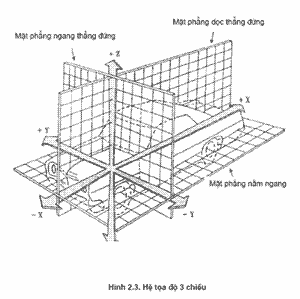 Mặt phẳng dọc thẳng đứng
Mặt phẳng ngang thẳng đứng
+ Z
+ X
+ Y
Mặt phẳng nằm ngang
- X
- Y
Hình 2.3. Hệ tọa độ 3 chiều